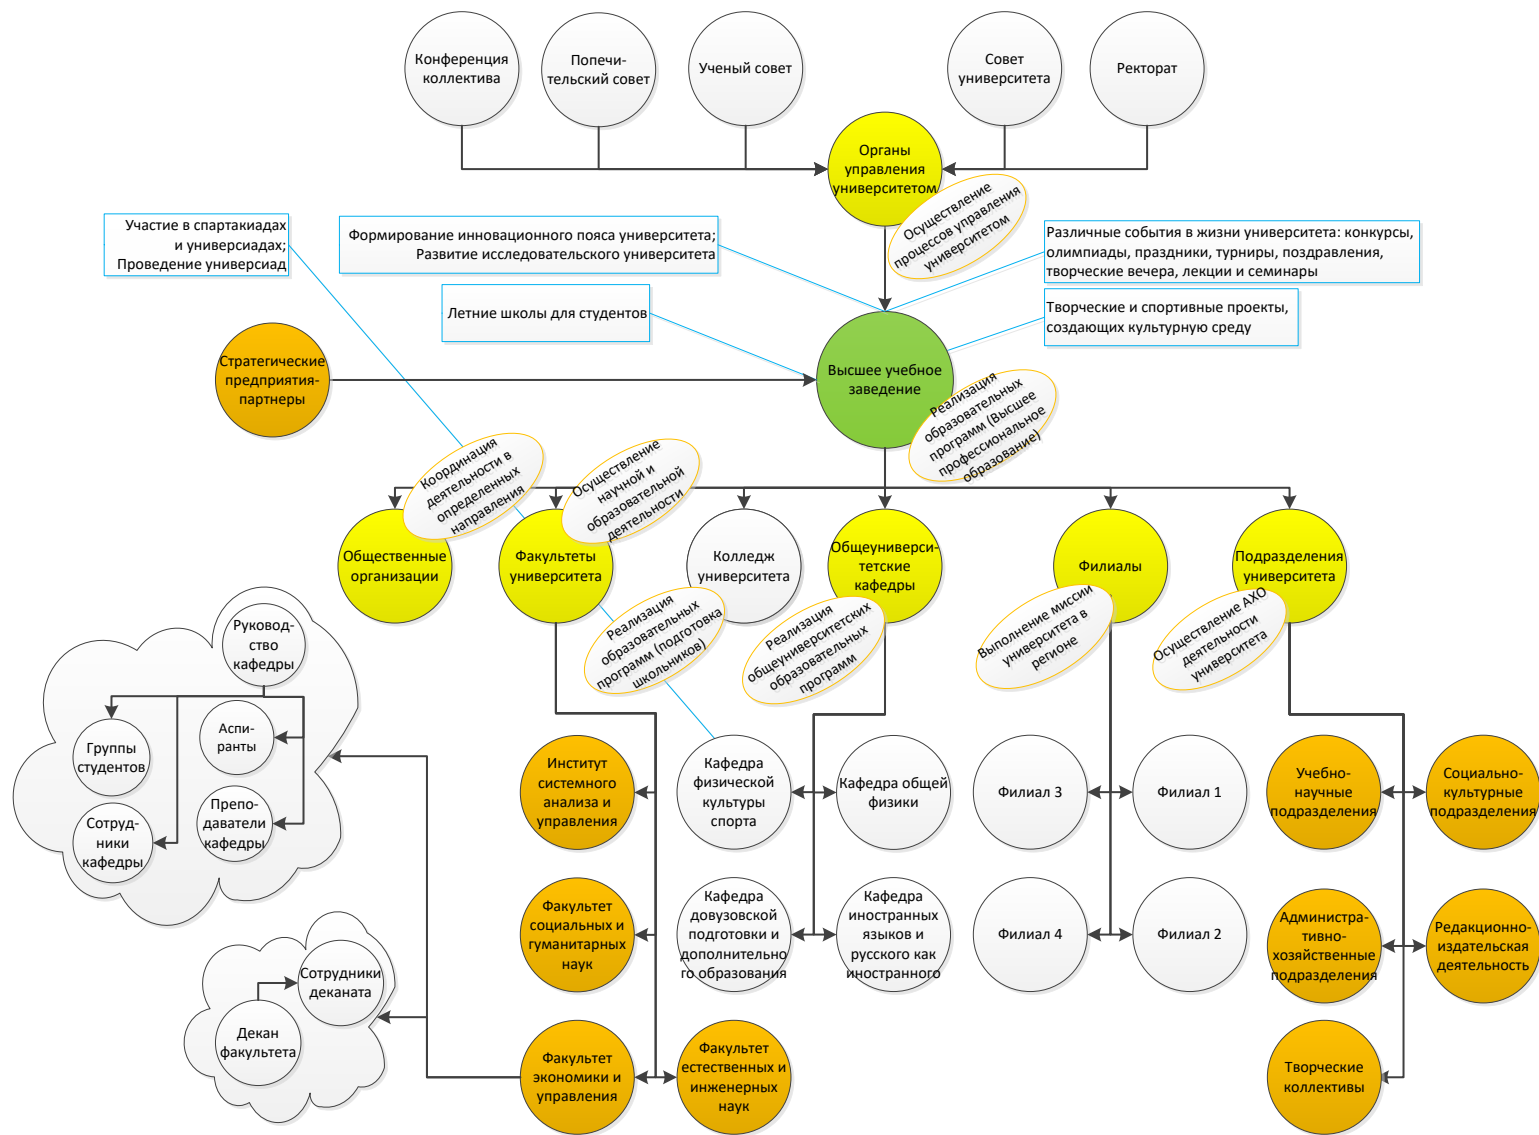 Конференция
коллектива
Попечи-
тельский совет
Ученый совет
Совет
университета
Ректорат
Органы
управления
университетом
Осуществление
процессов управления
университетом
Участие в спартакиадах
и универсиадах;
Проведение универсиад
Формирование инновационного пояса университета;
Развитие исследовательского университета
Различные события в жизни университета: конкурсы,
олимпиады, праздники, турниры, поздравления,
творческие вечера, лекции и семинары
Летние школы для студентов
Творческие и спортивные проекты,
создающих культурную среду
Стратегические
предприятия-
партнеры
Высшее учебное
заведение
Реализация
образовательных
программ (Высшее
профессиональное
образование)
Координация
деятельности в
определенных
направления
Осуществление
научной и
образовательной
деятельности
Общественные
организации
Факультеты
университета
Колледж
университета
Общеуниверси-
тетские
кафедры
Филиалы
Подразделения
университета
Реализация
образовательных
программ (подготовка
школьников)
Реализация
общеуниверситетских
образовательных
программ
Выполнение миссии
университета в
регионе
Осуществление АХО
деятельности
университета
Руковод-
ство
кафедры
Группы
студентов
Аспи-
ранты
Сотруд-
ники
кафедры
Препо-
даватели
кафедры
Институт
системного
анализа и
управления
Кафедра
физической
культуры
спорта
Кафедра общей
физики
Филиал 3
Филиал 1
Учебно-
научные
подразделения
Социально-
культурные
подразделения
Факультет
социальных и
гуманитарных
наук
Кафедра
довузовской
подготовки и
дополнительно
го образования
Кафедра
иностранных
языков и
русского как
иностранного
Филиал 4
Филиал 2
Администра-
тивно-
хозяйственные
подразделения
Редакционно-
издательская
деятельность
Сотрудники
деканата
Декан
факультета
Факультет
экономики и
управления
Факультет
естественных и
инженерных
наук
Творческие
коллективы